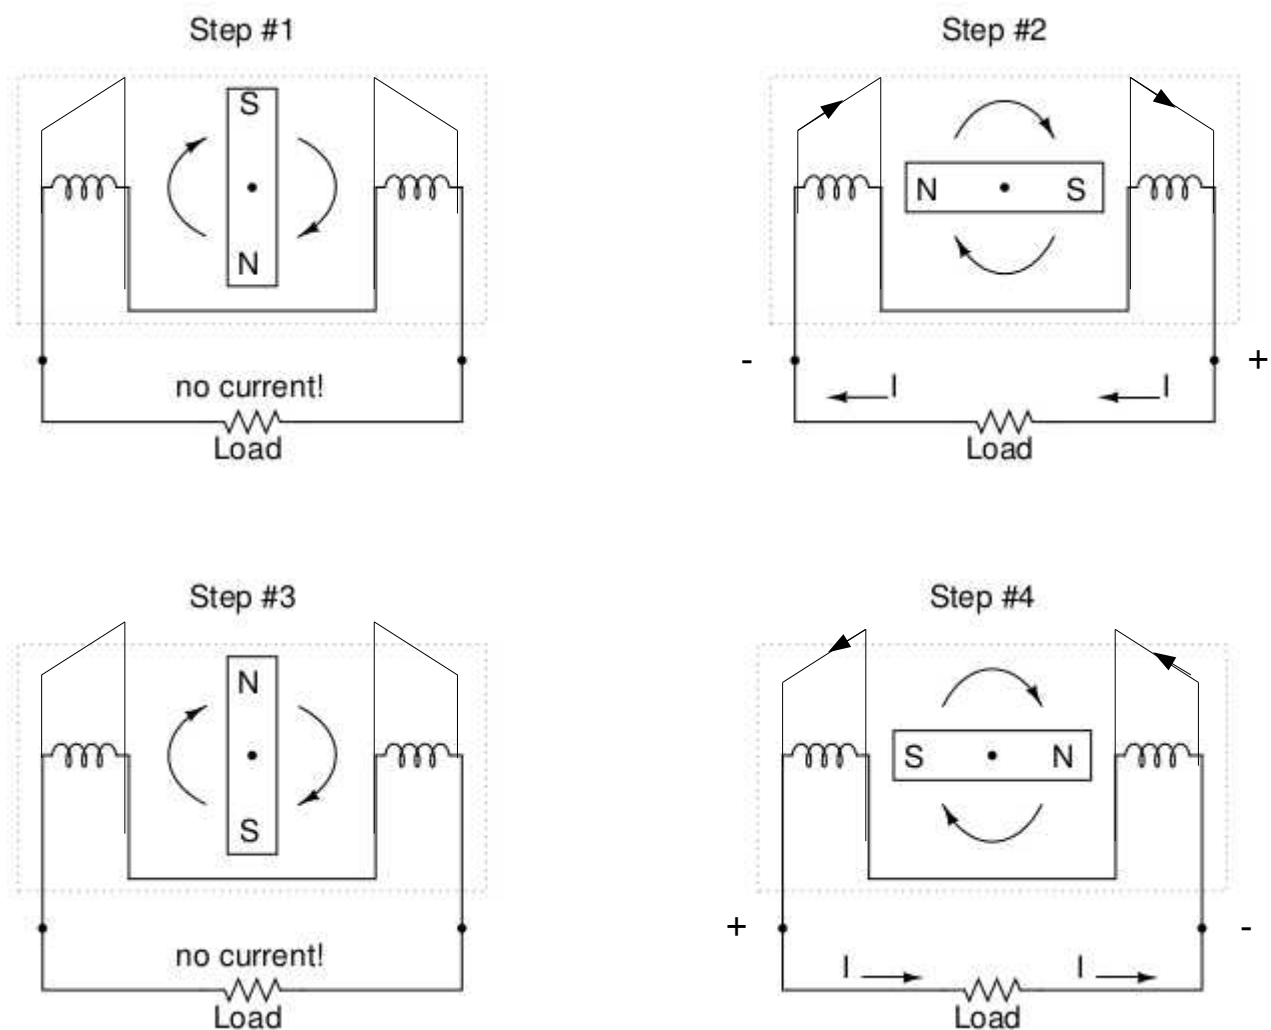 Step #1
S
N
no current!
Load
Step #2
N S
- +
I I
Load
Step #3
N
S
no current!
Load
Step #4
S N
+ -
I I
Load